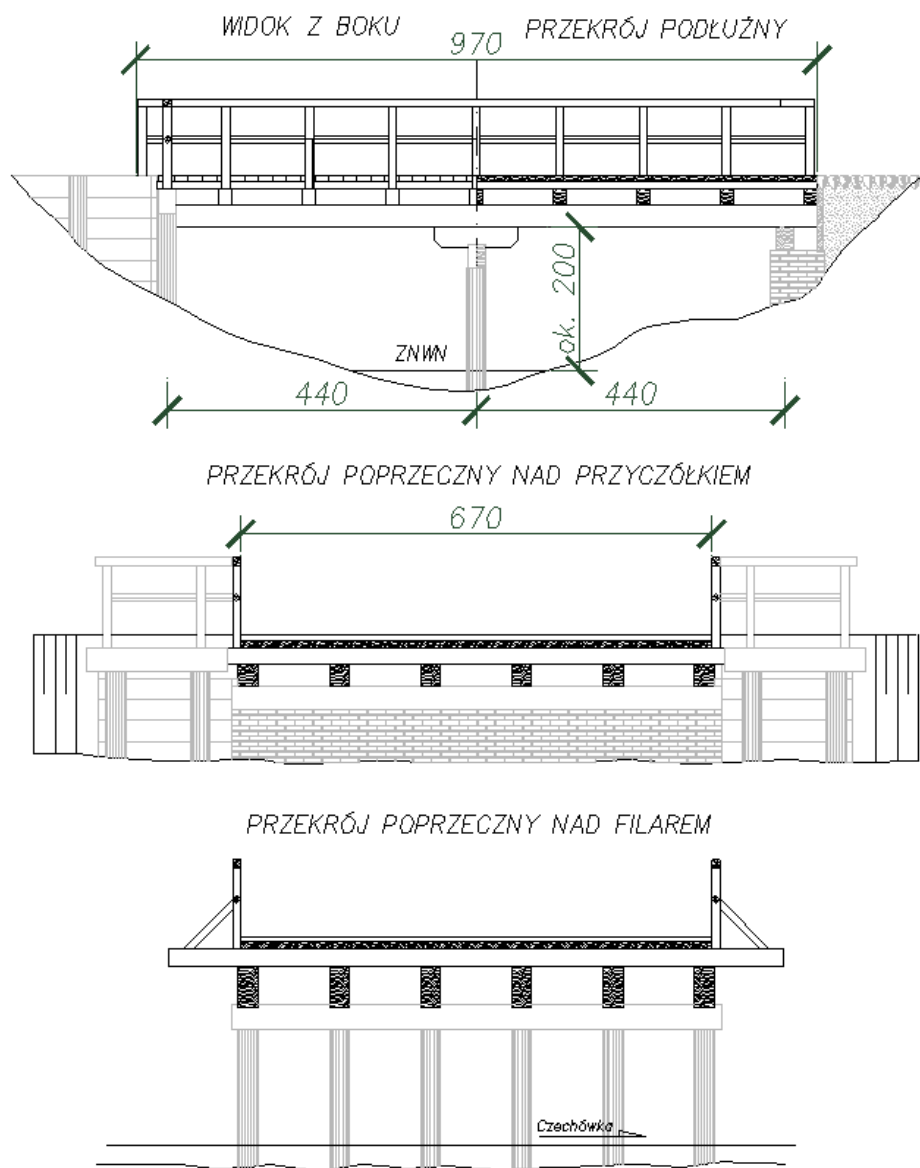 WIDOK Z BOKU
PRZEKRÓJ PODŁUŻNY
970
ok. 200
ZNWN
440
440
PRZEKRÓJ POPRZECZNY NAD PRZYCZÓŁKIEM
670
PRZEKRÓJ POPRZECZNY NAD FILAREM
Czechówka